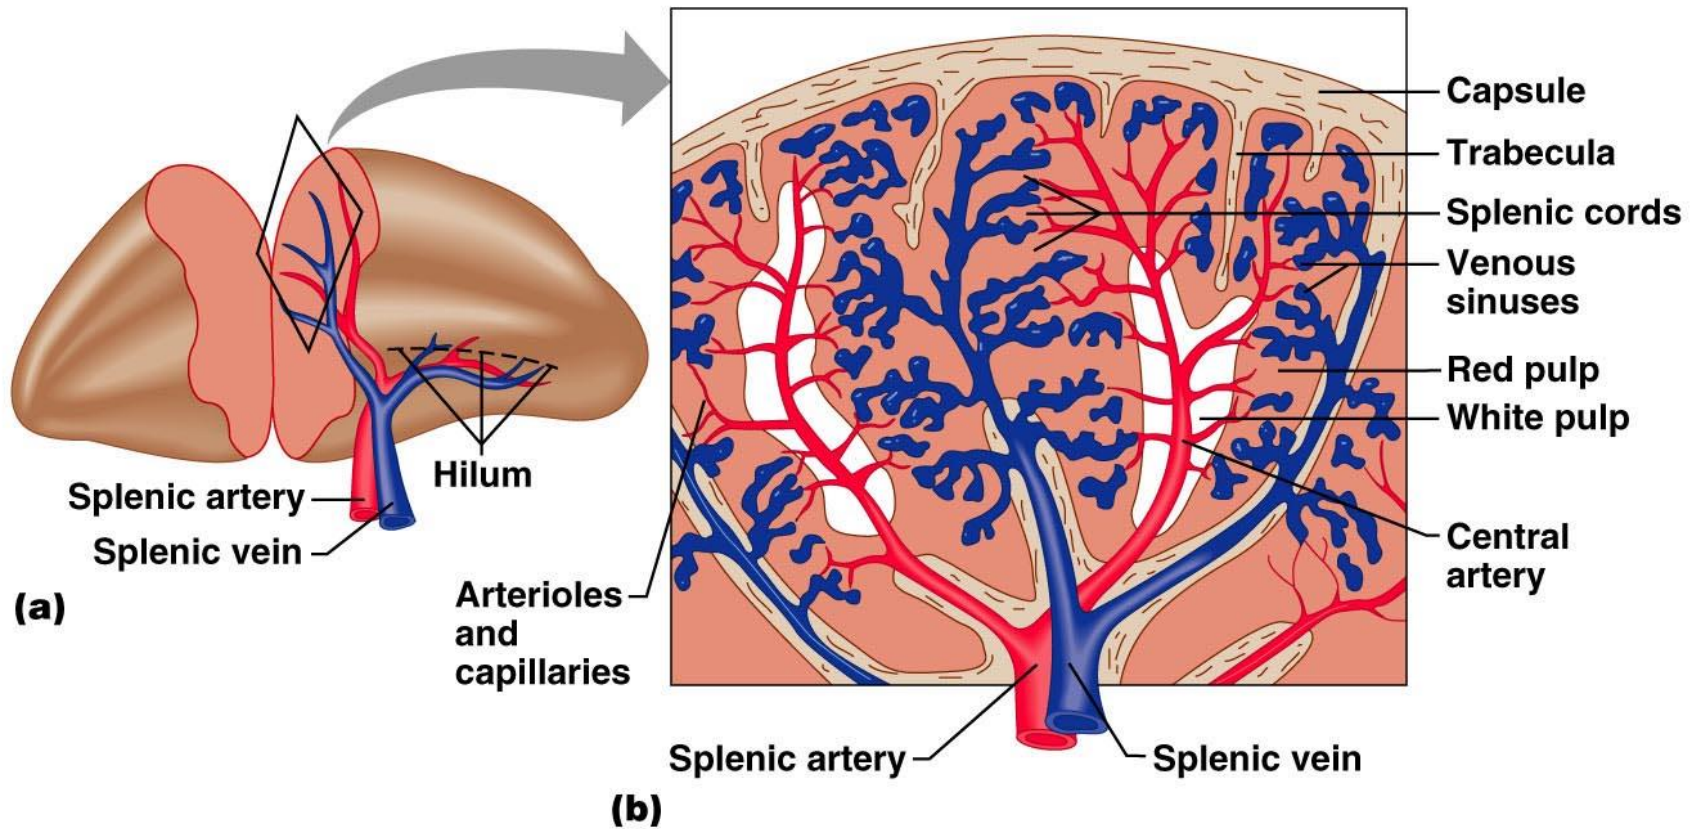 Splenic artery
Splenic vein
Hilum
(a)
Capsule
Trabecula
Splenic cords
Venous
sinuses
Red pulp
White pulp
Central
artery
Arterioles
and
capillaries
Splenic artery
Splenic vein
(b)